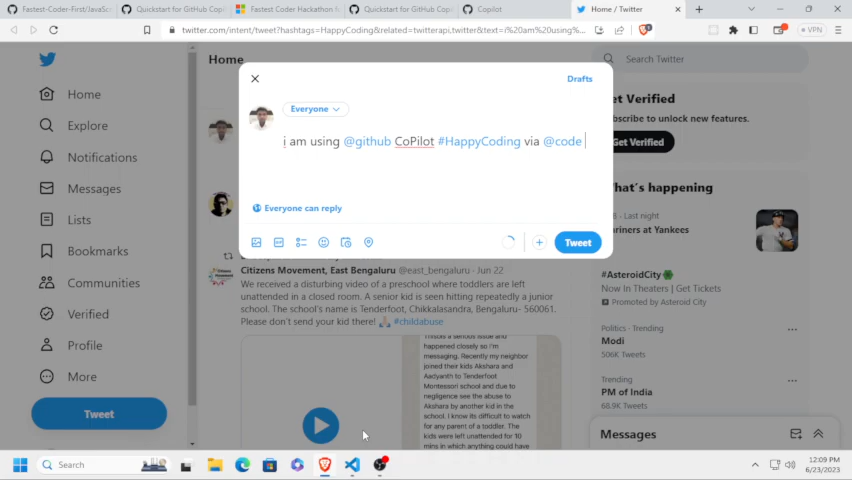 Fastest-Coder-First/JavaSc
Quickstart for GitHub Cop
Fastest Coder Hackathon f
Quickstart for GitHub Copi
Copilot
Home / Twitter
twitter.com/intent/tweet?hashtags=HappyCoding&related=twitterapi,twitter&text=i%20am%20using%...
VPN
Home
Explore
Notifications
Messages
Lists
Bookmarks
Communities
Verified
Profile
More
Tweet
Home
Drafts
Everyone
i am using @github CoPilot #HappyCoding via @code
Everyone can reply
Tweet
Citizens Movement, East Bengaluru @east_bengaluru · Jun 22
We received a disturbing video of a preschool where toddlers are left
unattended in a closed room. A senior kid is seen hitting repeatedly a junior
school. The school's name is Tenderfoot, Chikkalasandra, Bengaluru- 560061.
Please don't send your kid there! #childabuse
happened closely so I'm
messaging. Recently my neighbor
joined their kids Akshara and
Aadyanth to Tenderfoot
Montessori school and due to
negligence see the abuse to
Akshara by another kid in the
school. I know its difficult to watch
for any parent of a toddler. The
kids were left unattended for 10
mins in which anything could have
Search Twitter
et Verified
bscribe to unlock new features.
Get Verified
hat's happening
· Last night
ariners at Yankees
#AsteroidCity
Now In Theaters | Get Tickets
Promoted by Asteroid City
Politics · Trending
Modi
506K Tweets
Trending
PM of India
68.9K Tweets
Messages
Search
12:09 PM
6/23/2023